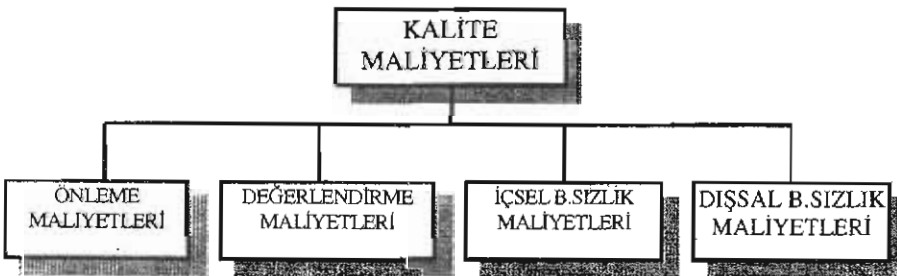 KALİTE
MALİYETLERİ
ÖNLEME
MALİYETLERİ
DEĞERLENDİRME
MALİYETLERİ
İÇSEL B.SIZLIK
MALİYETLERİ
DIŞSAL B.SIZLIK
MALİYETLERİ